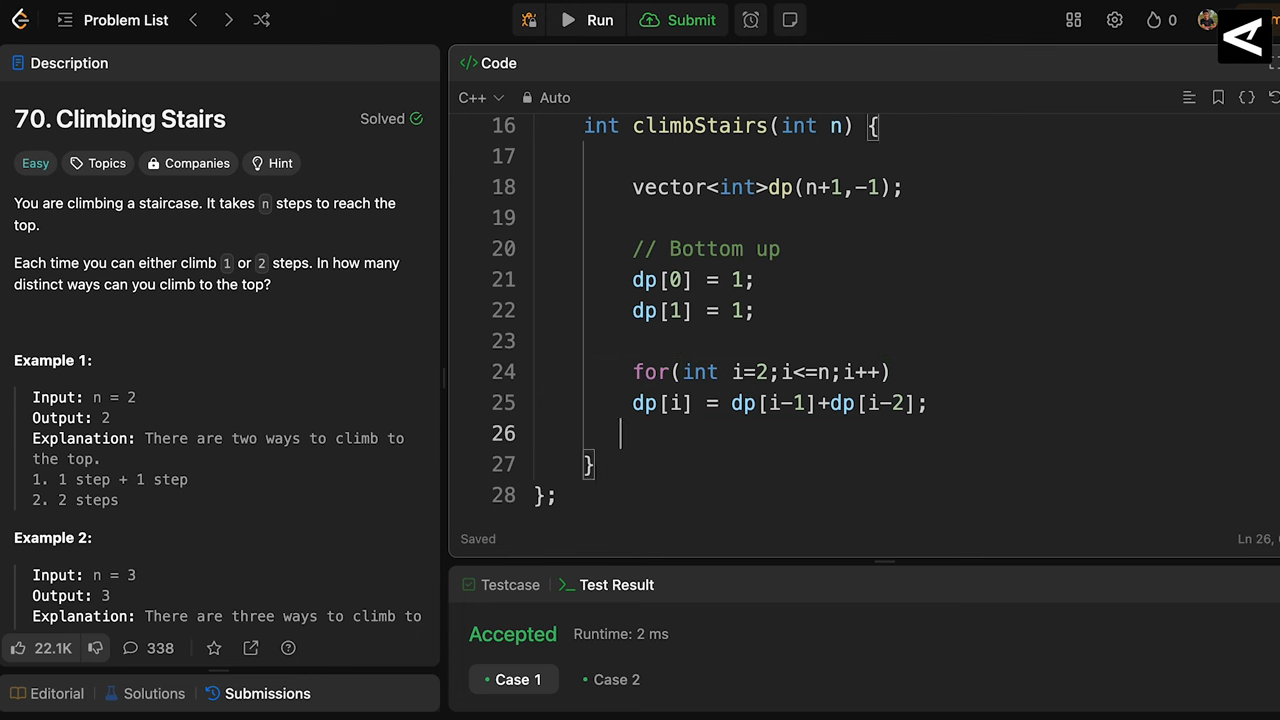 Problem List
Run
Submit
0
Description
70. Climbing Stairs
Solved
Easy
Topics
Companies
Hint
You are climbing a staircase. It takes n steps to reach the
top.
Each time you can either climb 1 or 2 steps. In how many
distinct ways can you climb to the top?
Example 1:
Input: n = 2
Output: 2
Explanation: There are two ways to climb to
the top.
1. 1 step + 1 step
2. 2 steps
Example 2:
Input: n = 3
Output: 3
Explanation: There are three ways to climb to
22.1K
338
Editorial
Solutions
Submissions
</> Code
C++
Auto
16 int climbStairs(int n) {
17
18 vector<int>dp(n+1,-1);
19
20 // Bottom up
21 dp[0] = 1;
22 dp[1] = 1;
23
24 for(int i=2;i<=n;i++)
25 dp[i] = dp[i-1]+dp[i-2];
26
27 }
28 };
Saved
Ln 26,
Testcase
Test Result
Accepted Runtime: 2 ms
• Case 1
• Case 2